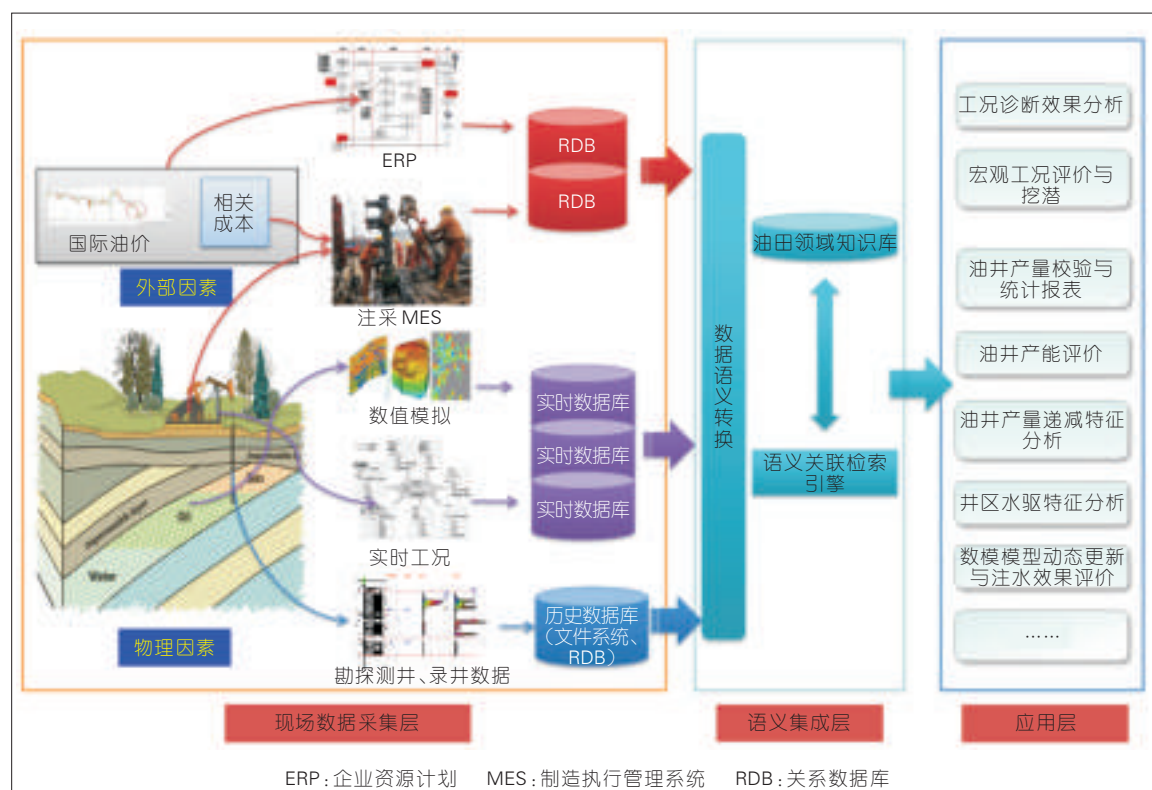 ERP
RDB
RDB
国际油价
相关
成本
外部因素
注采 MES
数值模拟
实时数据库
实时数据库
实时数据库
实时工况
Oil
Water
物理因素
勘探测井、录井数据
历史数据库
(文件系统、
RDB)
现场数据采集层
数据语义转换
油田领域知识库
语义关联检索
引擎
语义集成层
工况诊断效果分析
宏观工况评价与
挖潜
油井产量校验与
统计报表
油井产能评价
油井产量递减特征
分析
井区水驱特征分析
数模模型动态更新
与注水效果评价
……
应用层
ERP:企业资源计划 MES:制造执行管理系统 RDB:关系数据库